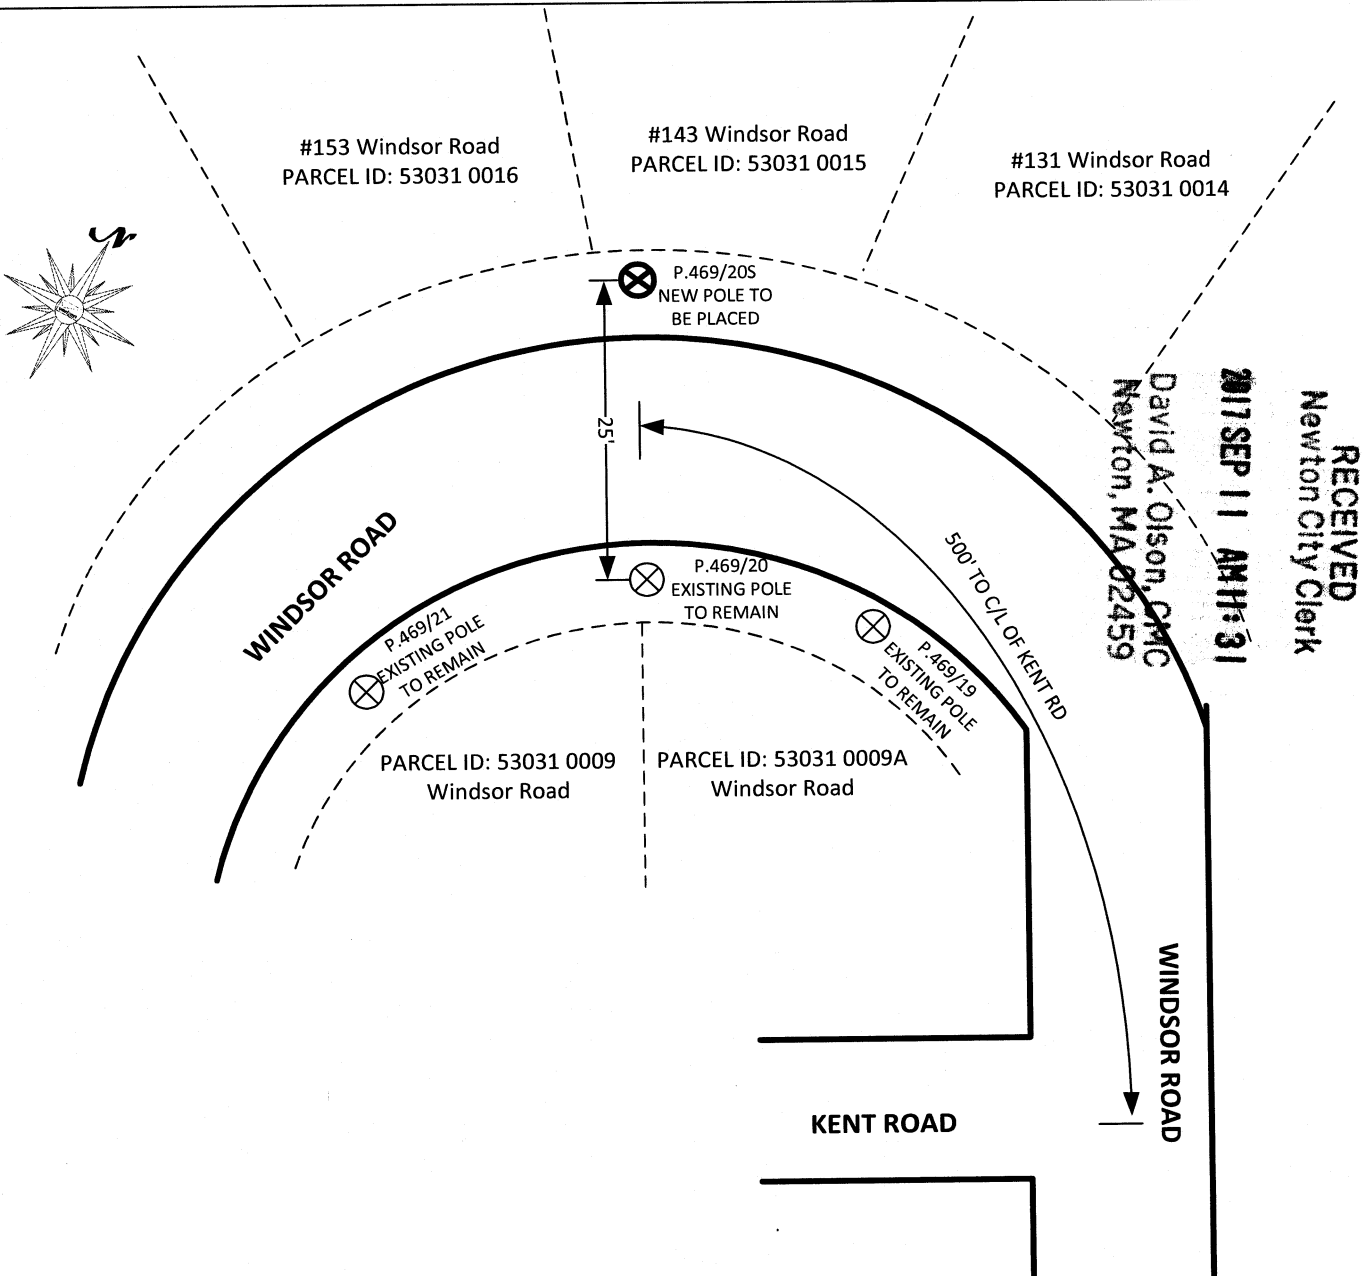 #153 Windsor Road
PARCEL ID: 53031 0016
#143 Windsor Road
PARCEL ID: 53031 0015
#131 Windsor Road
PARCEL ID: 53031 0014
P.469/20S
NEW POLE TO
BE PLACED
25'
WINDSOR ROAD
P.469/20
EXISTING POLE
TO REMAIN
P.469/21
EXISTING POLE
TO REMAIN
P.469/19
EXISTING POLE
TO REMAIN
500' TO C/L OF KENT RD
PARCEL ID: 53031 0009
Windsor Road
PARCEL ID: 53031 0009A
Windsor Road
WINDSOR ROAD
KENT ROAD
RECEIVED
Newton City Clerk
2017 SEP 11 AM 11:31
David A. Olson, CMC
Newton, MA 02459